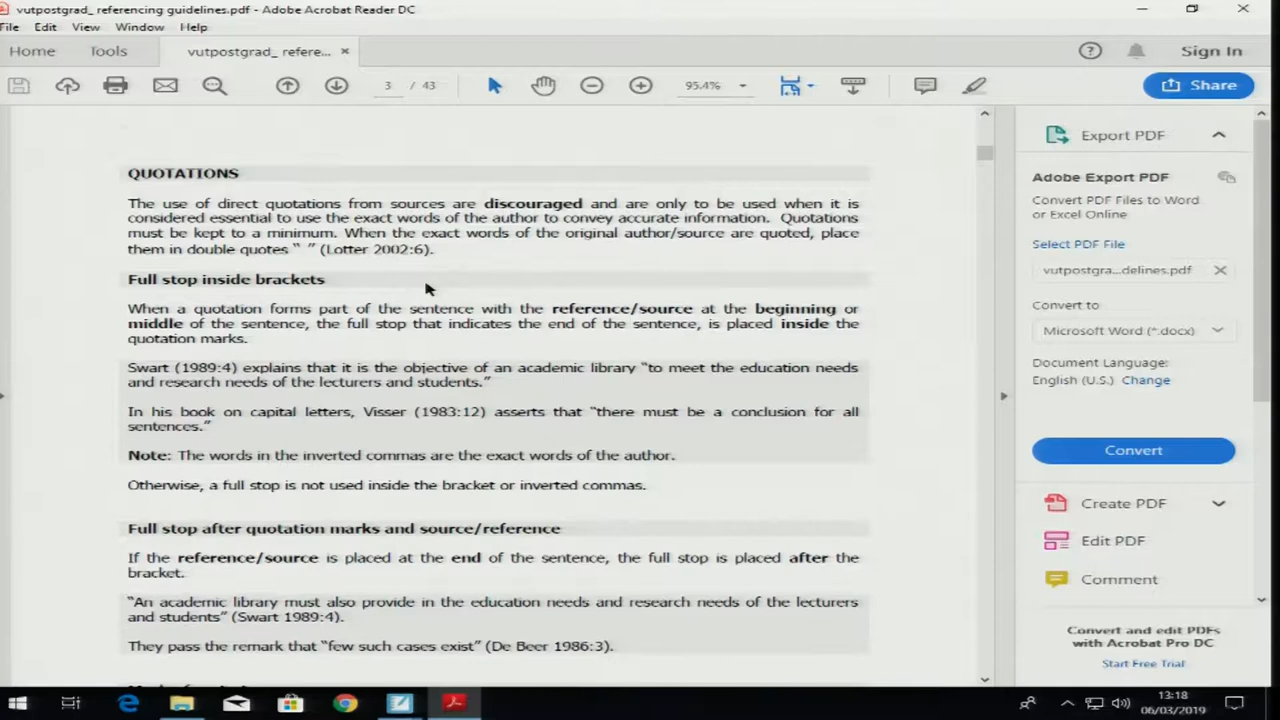 vutpostgrad_ referencing guidelines.pdf - Adobe Acrobat Reader DC
File Edit View Window Help
Home Tools vutpostgrad_ refere... ×
Sign In
3 / 43 95.4% Share
QUOTATIONS
The use of direct quotations from sources are discouraged and are only to be used when it is
considered essential to use the exact words of the author to convey accurate information. Quotations
must be kept to a minimum. When the exact words of the original author/source are quoted, place
them in double quotes “ ” (Lotter 2002:6).
Full stop inside brackets
When a quotation forms part of the sentence with the reference/source at the beginning or
middle of the sentence, the full stop that indicates the end of the sentence, is placed inside the
quotation marks.
Swart (1989:4) explains that it is the objective of an academic library “to meet the education needs
and research needs of the lecturers and students.”
In his book on capital letters, Visser (1983:12) asserts that “there must be a conclusion for all
sentences.”
Note: The words in the inverted commas are the exact words of the author.
Otherwise, a full stop is not used inside the bracket or inverted commas.
Full stop after quotation marks and source/reference
If the reference/source is placed at the end of the sentence, the full stop is placed after the
bracket.
“An academic library must also provide in the education needs and research needs of the lecturers
and students” (Swart 1989:4).
They pass the remark that “few such cases exist” (De Beer 1986:3).
Export PDF
Adobe Export PDF
Convert PDF Files to Word
or Excel Online
Select PDF File
vutpostgra...delines.pdf
Convert to:
Microsoft Word (*.docx)
Document Language:
English (U.S.) Change
Convert
Create PDF
Edit PDF
Comment
Convert and edit PDFs
with Acrobat Pro DC
Start Free Trial
13:18
06/03/2019